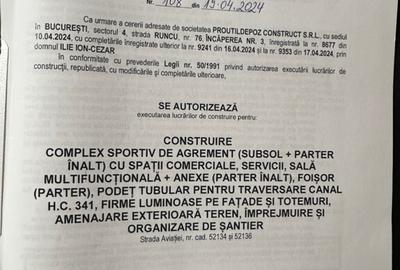 Nr. 108 din 19.04.2024
Ca urmare a cererii adresate de societatea PROUTILDEPOZ CONSTRUCT S.R.L., cu sediul
în BUCUREȘTI, sectorul 4, strada RUNCU, nr. 76, ÎNCĂPEREA NR. 3, înregistrată la nr. 8677 din
10.04.2024, cu completările înregistrate ulterior la nr. 9241 din 16.04.2024 și la nr. 9353 din 17.04.2024, prin
domnul ILIE ION-CEZAR
în conformitate cu prevederile Legii nr. 50/1991 privind autorizarea executării lucrărilor de
construcții, republicată, cu modificările și completările ulterioare,
SE AUTORIZEAZĂ
executarea lucrărilor de construire pentru:
CONSTRUIRE
COMPLEX SPORTIV DE AGREMENT (SUBSOL + PARTER
ÎNALT) CU SPAȚII COMERCIALE, SERVICII, SALĂ
MULTIFUNCȚIONALĂ + ANEXE (PARTER ÎNALT), FOIȘOR
(PARTER), PODEȚ TUBULAR PENTRU TRAVERSARE CANAL
H.C. 341, FIRME LUMINOASE PE FAȚADE ȘI TOTEMURI,
AMENAJARE EXTERIOARĂ TEREN, ÎMPREJMUIRE ȘI
ORGANIZARE DE ȘANTIER
Strada Aviației, nr. cad. 52134 și 52136